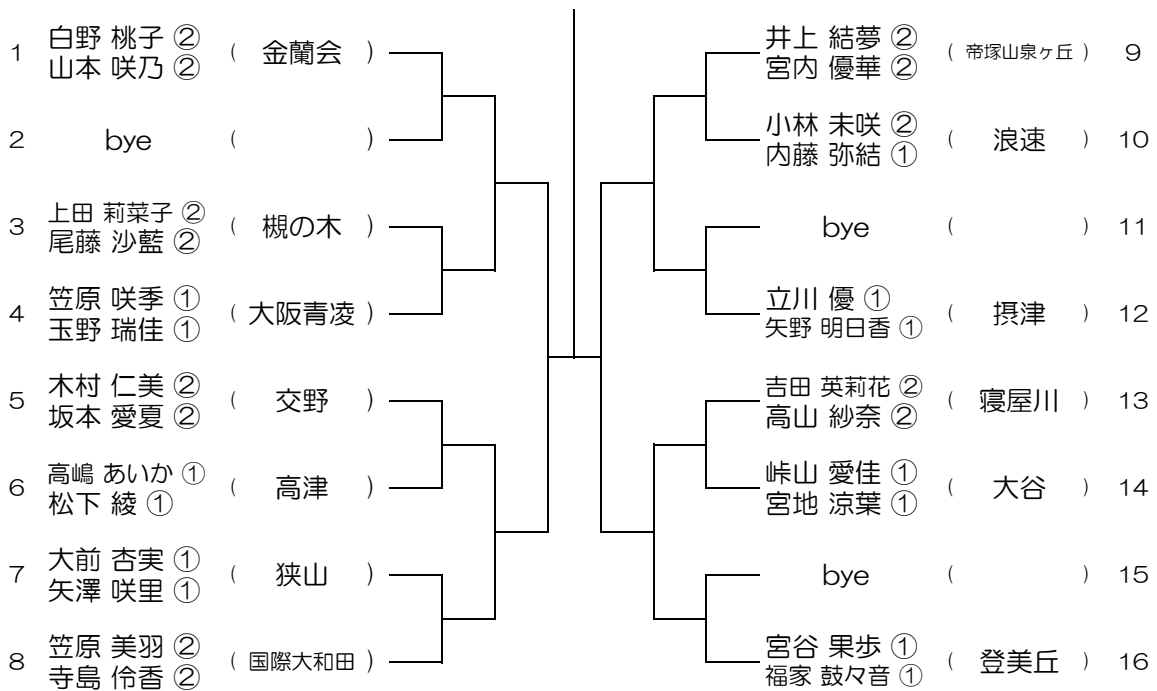 1 白野 桃子 ② ( 金蘭会 )
山本 咲乃 ②
2 bye ( )
3 上田 莉菜子 ② ( 槻の木 )
尾藤 沙藍 ②
4 笠原 咲季 ① ( 大阪青凌 )
玉野 瑞佳 ①
5 木村 仁美 ② ( 交野 )
坂本 愛夏 ②
6 高嶋 あいか ① ( 高津 )
松下 綾 ①
7 大前 杏実 ① ( 狭山 )
矢澤 咲里 ①
8 笠原 美羽 ② ( 国際大和田 )
寺島 伶香 ②
井上 結夢 ② ( 帝塚山泉ヶ丘 ) 9
宮内 優華 ②
小林 未咲 ② ( 浪速 ) 10
内藤 弥結 ①
bye ( ) 11
立川 優 ① ( 摂津 ) 12
矢野 明日香 ①
吉田 英莉花 ② ( 寝屋川 ) 13
高山 紗奈 ②
峠山 愛佳 ① ( 大谷 ) 14
宮地 涼葉 ①
bye ( ) 15
宮谷 果歩 ① ( 登美丘 ) 16
福家 鼓々音 ①